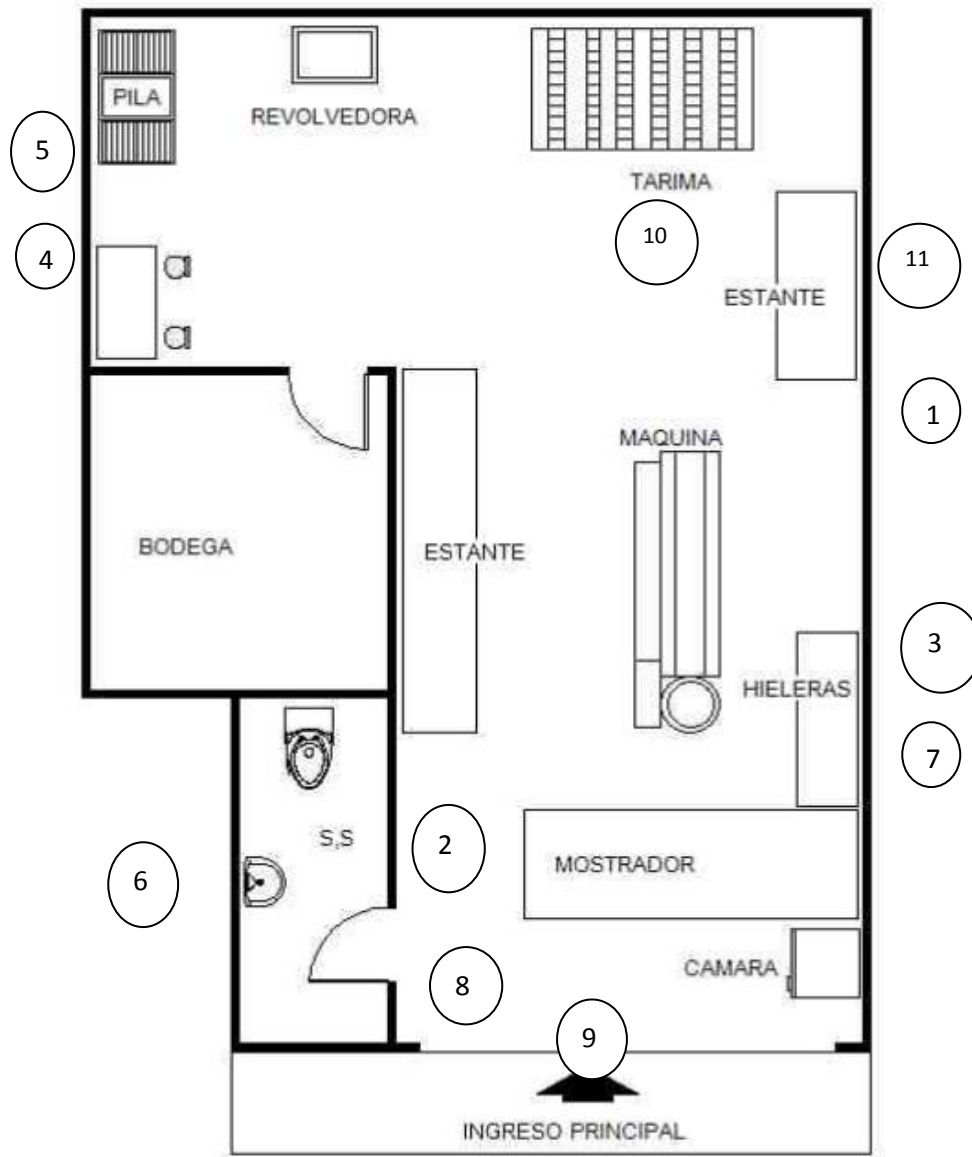 PILA
REVOLVEDORA
5
TARIMA
10
4
11
ESTANTE
1
MAQUINA
BODEGA
ESTANTE
3
HIELERAS
7
S,S
2
MOSTRADOR
6
CAMARA
8
9
INGRESO PRINCIPAL